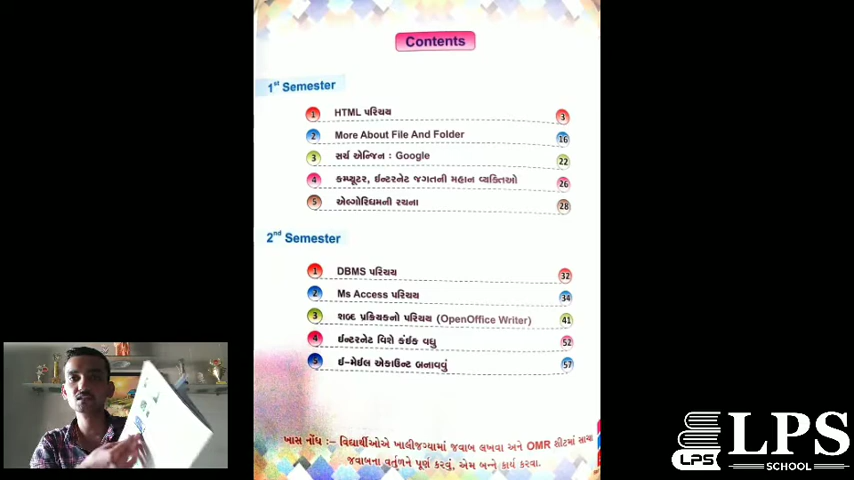 Contents
1st Semester
1 HTML પરિચય 3
2 More About File And Folder 16
3 સર્ચ એન્જિન : Google 22
4 કમ્પ્યૂટર, ઈન્ટરનેટ જગતની મહાન વ્યક્તિઓ 26
5 એલ્ગોરિધમની રચના 28
2nd Semester
1 DBMS પરિચય 32
2 Ms Access પરિચય 34
3 શબ્દ પ્રક્રિયકનો પરિચય (OpenOffice Writer) 41
4 ઈન્ટરનેટ વિશે કંઈક વધુ 52
5 ઈ-મેઈલ એકાઉન્ટ બનાવવું 57
ખાસ નોંધ :- વિદ્યાર્થીઓએ ખાલીજગ્યામાં જવાબ લખવા અને OMR શીટમાં સાચા
જવાબના વર્તુળને પૂર્ણ કરવું, એમ બન્ને કાર્ય કરવા.
LPS
LPS
SCHOOL